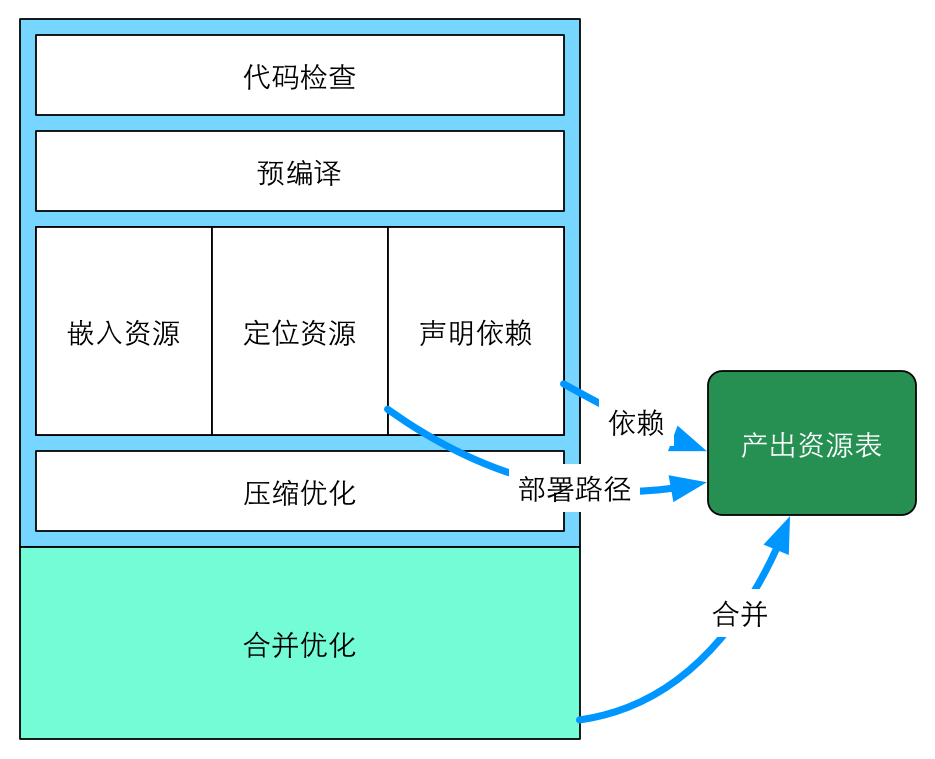 代码检查
预编译
嵌入资源
定位资源
声明依赖
依赖
产出资源表
压缩优化
部署路径
合并
合并优化